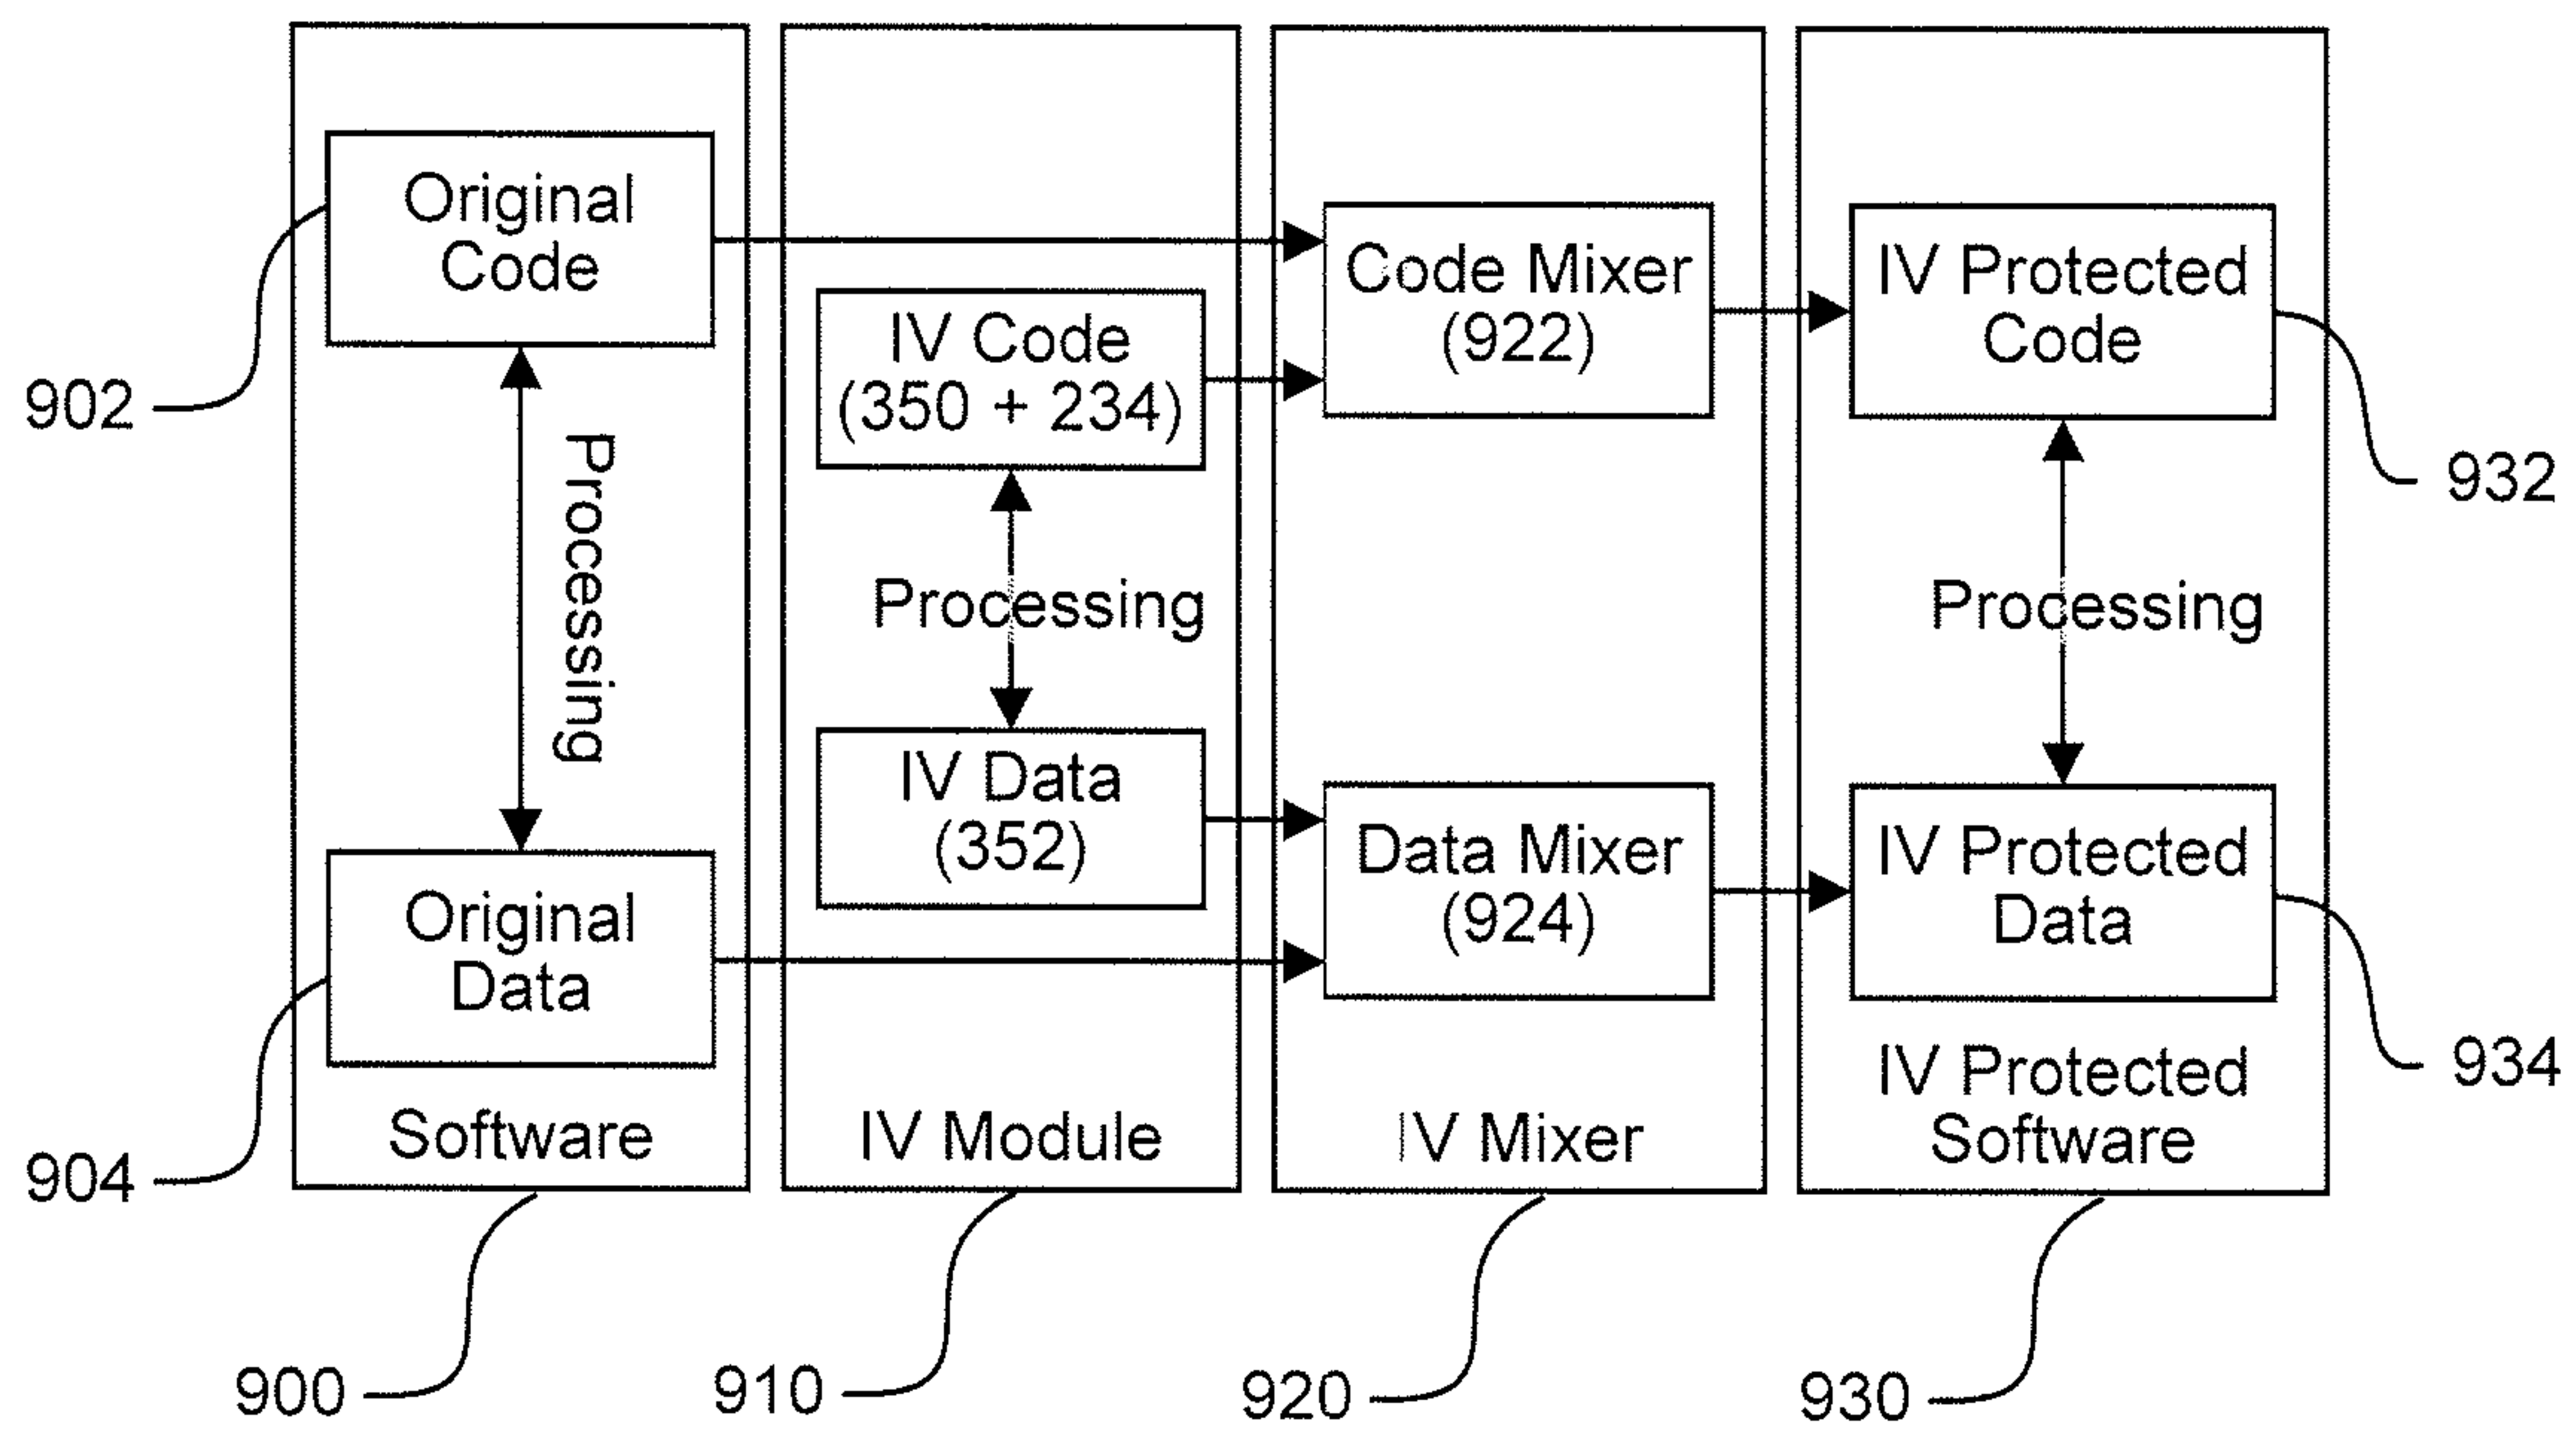 Original
Code
Processing
Original
Data
Software
IV Code
(350 + 234)
Processing
IV Data
(352)
IV Module
Code Mixer
(922)
Data Mixer
(924)
IV Mixer
IV Protected
Code
Processing
IV Protected
Data
IV Protected
Software
902
904
932
934
900
910
920
930